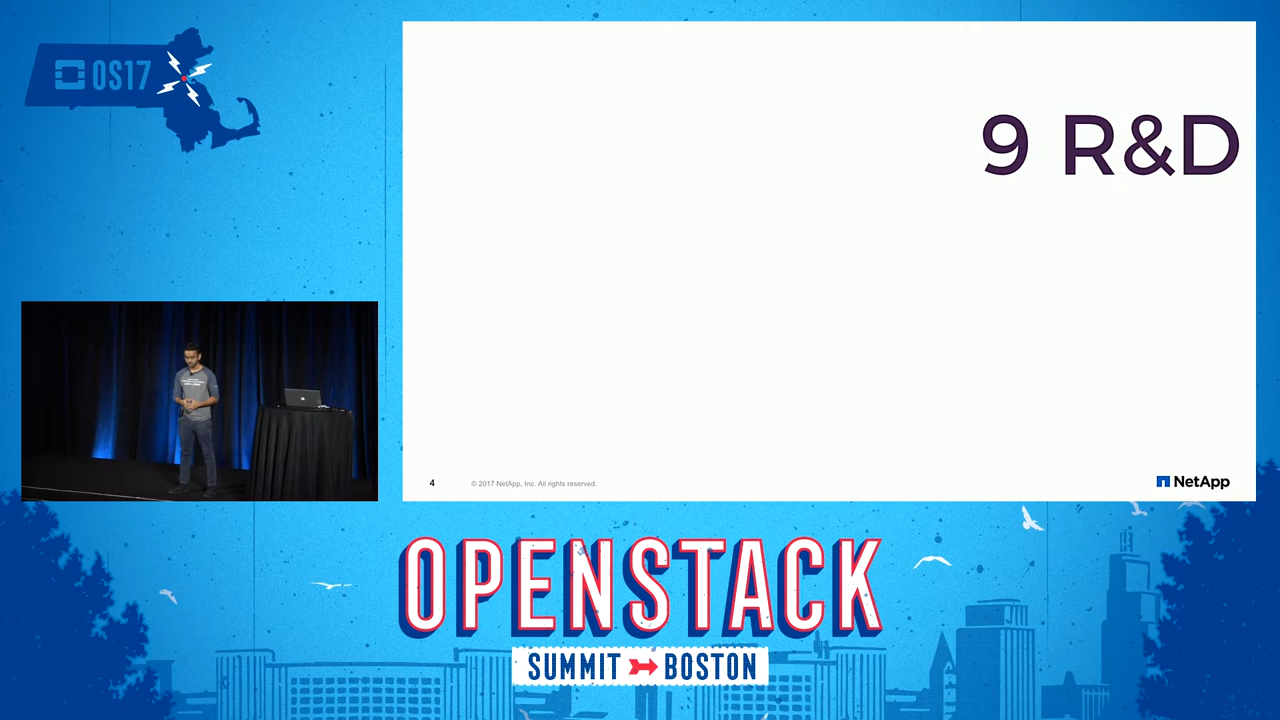 OS17
9 R&D
4
© 2017 NetApp, Inc. All rights reserved.
NetApp
OPENSTACK
SUMMIT BOSTON